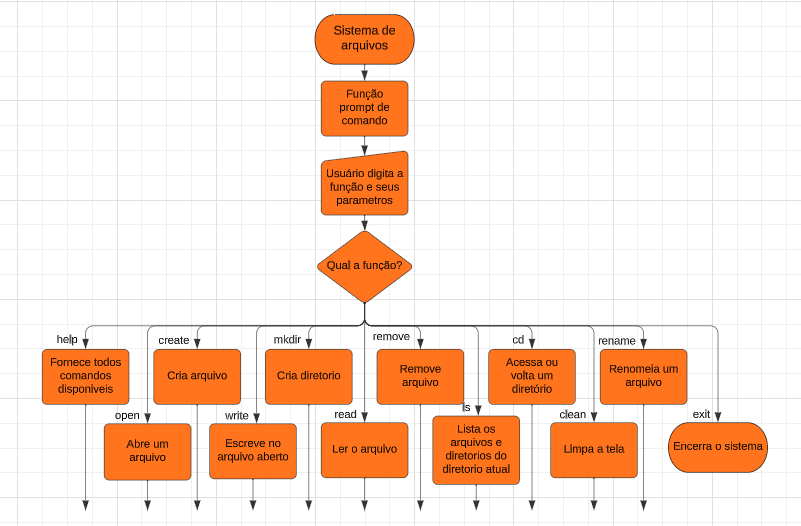 Sistema de
arquivos
Função
prompt de
comando
Usuário digita a
função e seus
parametros
Qual a função?
help
create
mkdir
remove
cd
rename
Fornece todos
comandos
disponiveis
Cria arquivo
Cria diretorio
Remove
arquivo
Acessa ou
volta um
diretório
Renomeia um
arquivo
open
write
read
ls
clean
exit
Abre um
arquivo
Escreve no
arquivo aberto
Ler o arquivo
Lista os
arquivos e
diretorios do
diretorio atual
Limpa a tela
Encerra o sistema